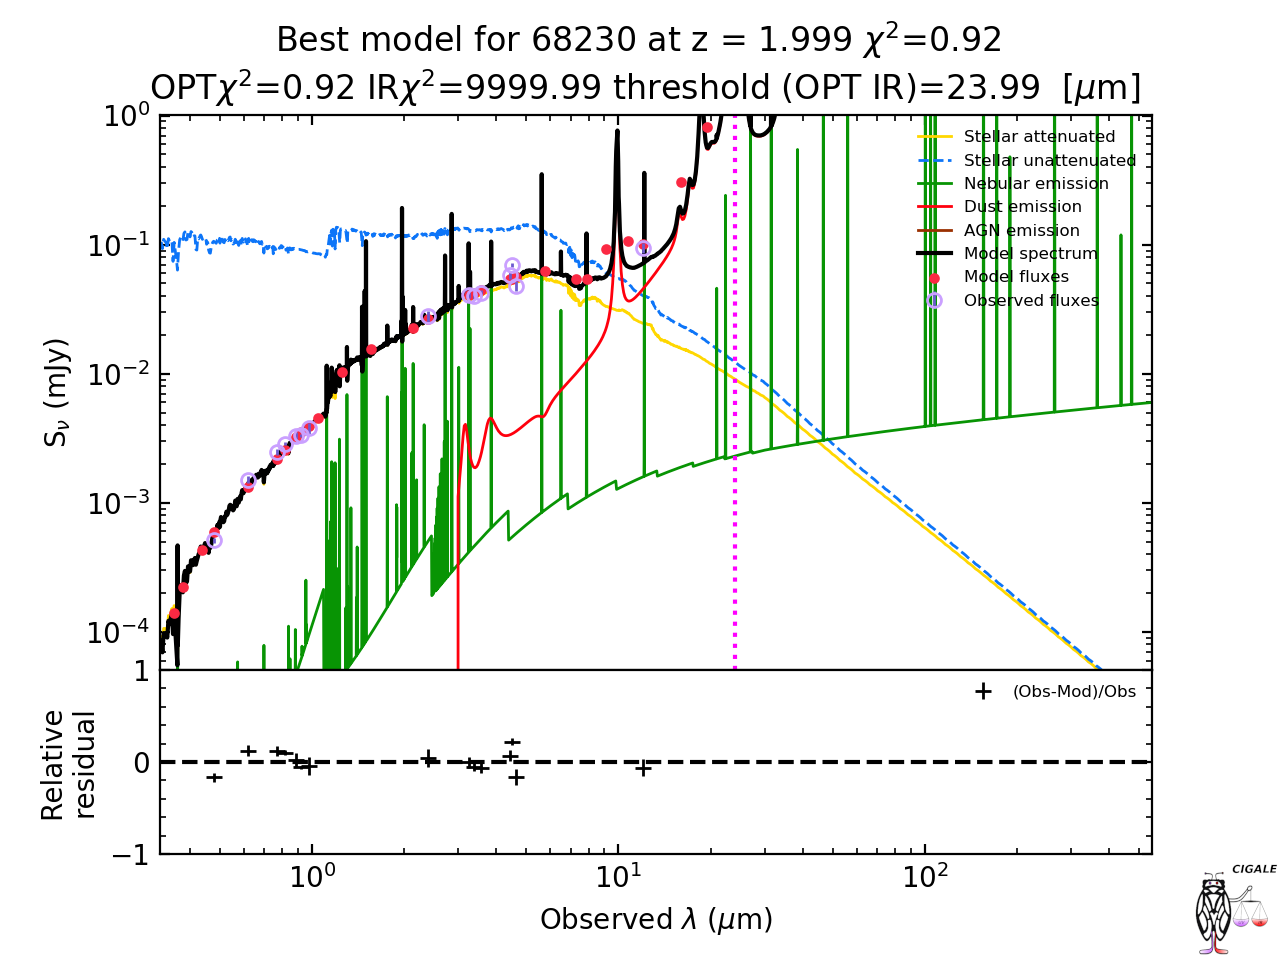 Best model for 68230 at z = 1.999 χ²=0.92
OPTχ²=0.92 IRχ²=9999.99 threshold (OPT IR)=23.99 [μm]
10⁰
10⁻¹
10⁻²
10⁻³
10⁻⁴
S_ν (mJy)
Stellar attenuated
Stellar unattenuated
Nebular emission
Dust emission
AGN emission
Model spectrum
Model fluxes
Observed fluxes
1
0
−1
Relative
residual
(Obs-Mod)/Obs
10⁰ 10¹ 10²
Observed λ (μm)
CIGALE